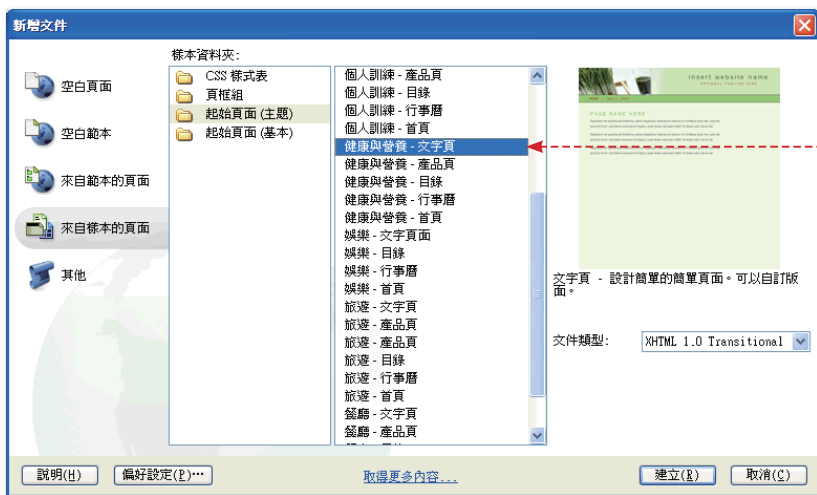 新增文件
樣本資料夾:
空白頁面
空白範本
來自範本的頁面
來自樣本的頁面
其他
CSS 樣式表
頁框組
起始頁面 (主題)
起始頁面 (基本)
個人訓練 - 產品頁
個人訓練 - 目錄
個人訓練 - 行事曆
個人訓練 - 首頁
健康與營養 - 文字頁
健康與營養 - 產品頁
健康與營養 - 目錄
健康與營養 - 行事曆
健康與營養 - 首頁
娛樂 - 文字頁面
娛樂 - 目錄
娛樂 - 行事曆
娛樂 - 首頁
旅遊 - 文字頁
旅遊 - 產品頁
旅遊 - 產品頁
旅遊 - 目錄
旅遊 - 行事曆
旅遊 - 首頁
餐廳 - 文字頁
餐廳 - 產品頁
insert website name
PAGE NAME HERE
文字頁 - 設計簡單的簡單頁面。可以自訂版
面。
文件類型:
XHTML 1.0 Transitional
說明(H)
偏好設定(P)...
取得更多內容...
建立(R)
取消(C)